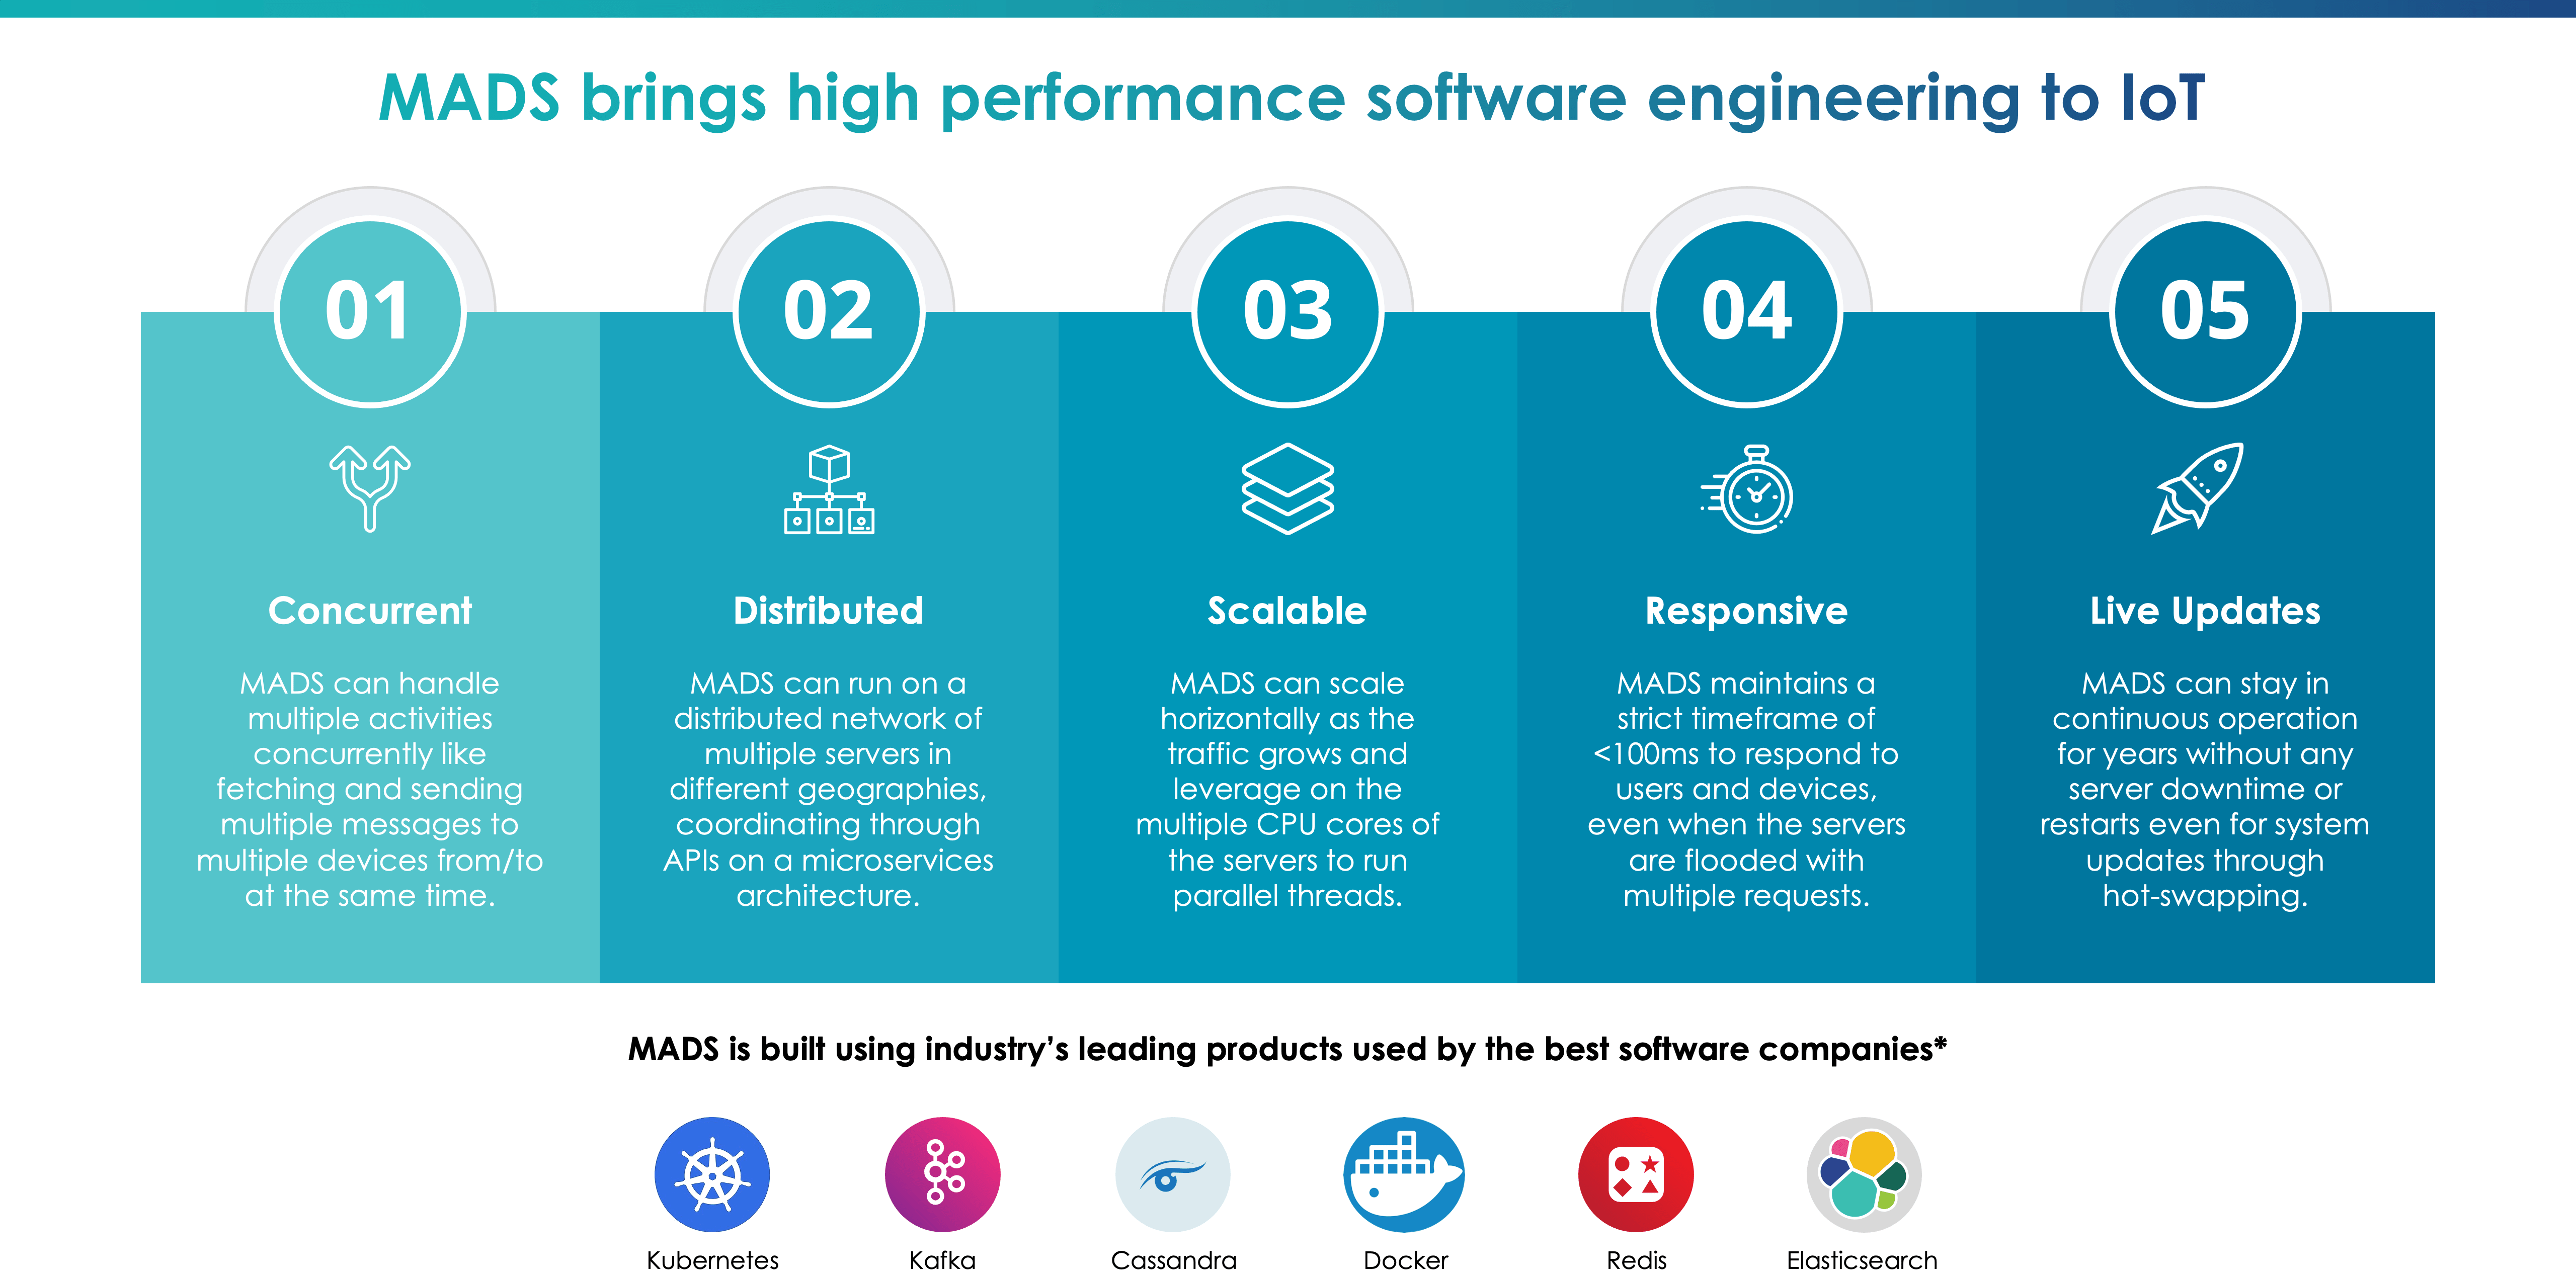 MADS brings high performance software engineering to IoT
01
Concurrent
MADS can handle
multiple activities
concurrently like
fetching and sending
multiple messages to
multiple devices from/to
at the same time.
02
Distributed
MADS can run on a
distributed network of
multiple servers in
different geographies,
coordinating through
APIs on a microservices
architecture.
03
Scalable
MADS can scale
horizontally as the
traffic grows and
leverage on the
multiple CPU cores of
the servers to run
parallel threads.
04
Responsive
MADS maintains a
strict timeframe of
<100ms to respond to
users and devices,
even when the servers
are flooded with
multiple requests.
05
Live Updates
MADS can stay in
continuous operation
for years without any
server downtime or
restarts even for system
updates through
hot-swapping.
MADS is built using industry’s leading products used by the best software companies*
Kubernetes
Kafka
Cassandra
Docker
Redis
Elasticsearch